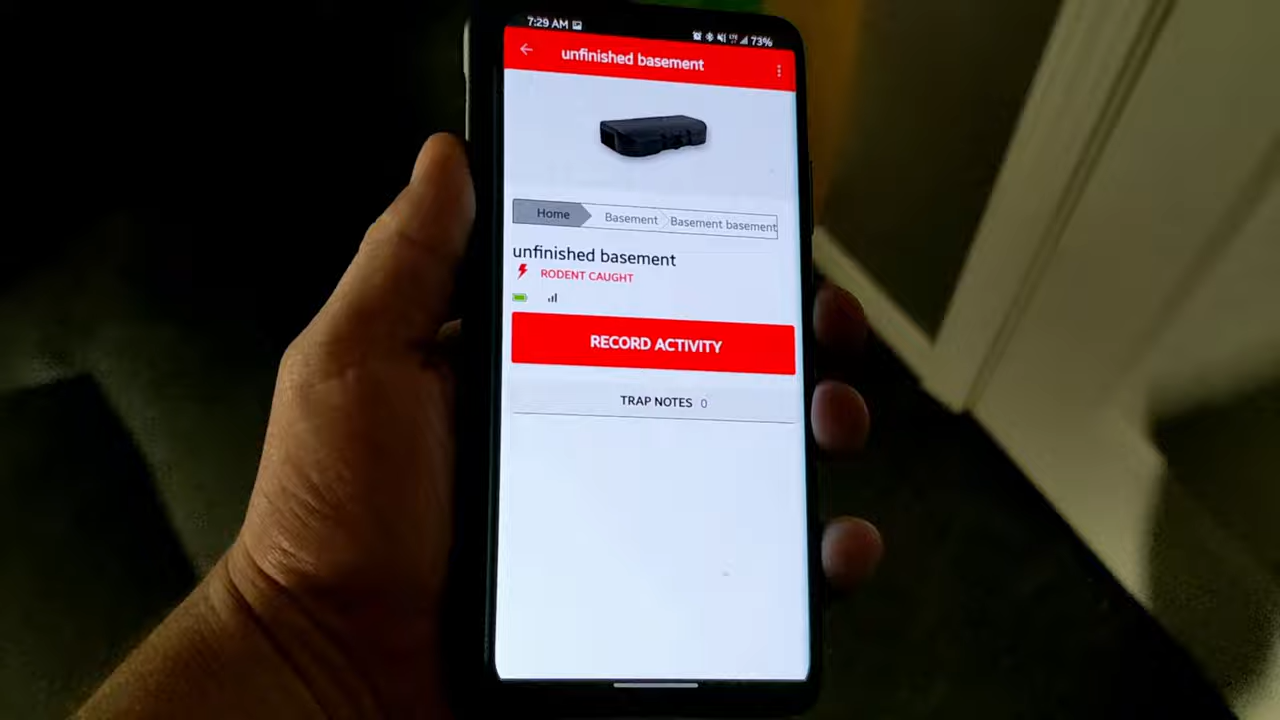 7:29 AM
LTE 73%
unfinished basement
Home Basement Basement basement
unfinished basement
RODENT CAUGHT
RECORD ACTIVITY
TRAP NOTES 0